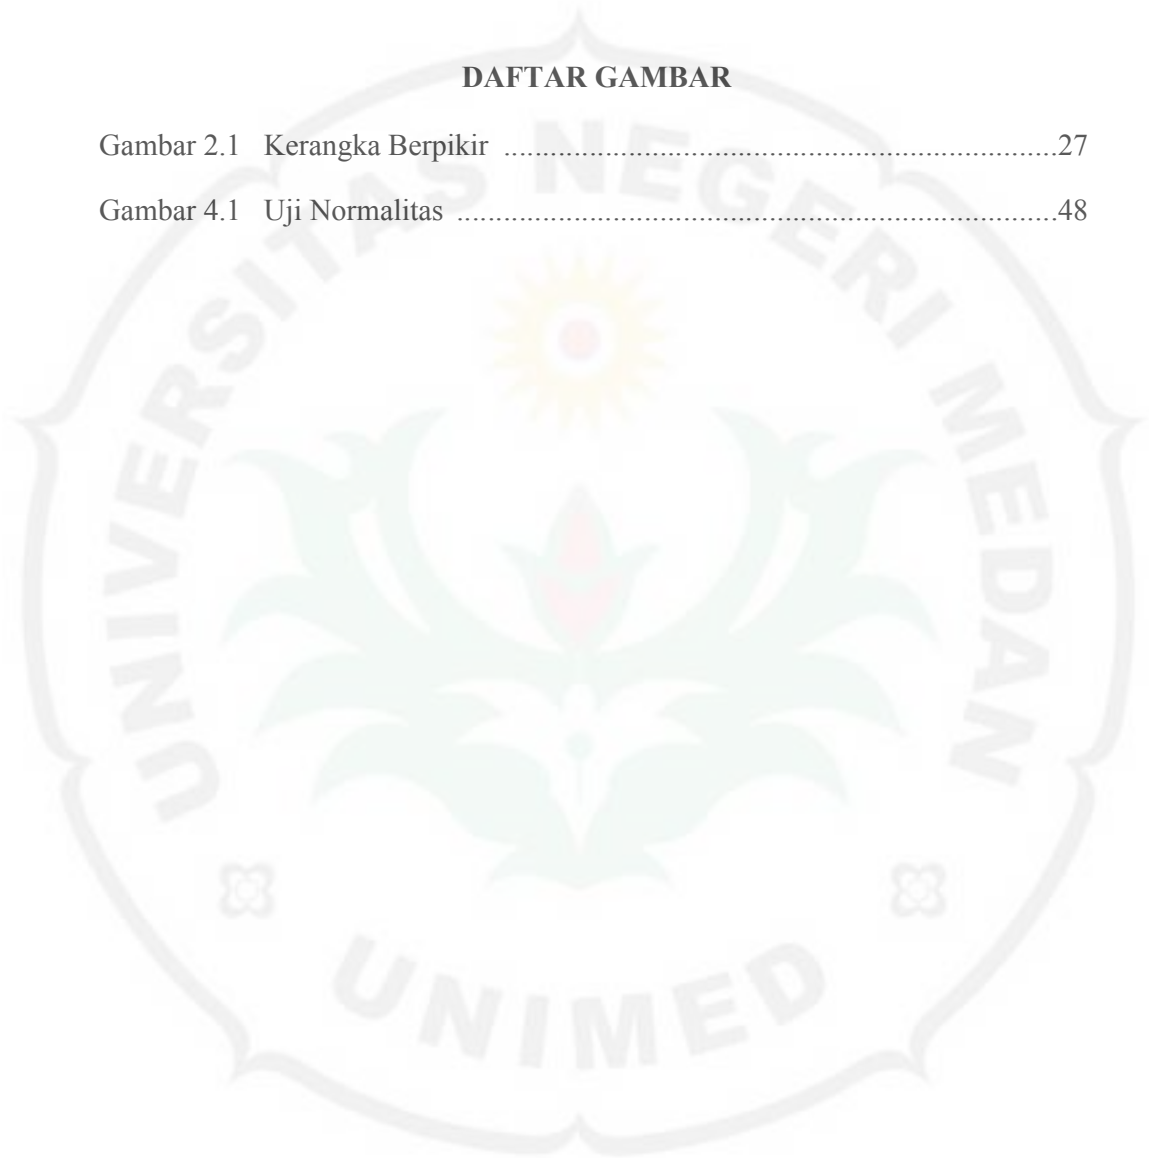 DAFTAR GAMBAR
Gambar 2.1 Kerangka Berpikir ........................................................................27
Gambar 4.1 Uji Normalitas ..............................................................................48
UNIVERSITAS NEGERI MEDAN
UNIMED